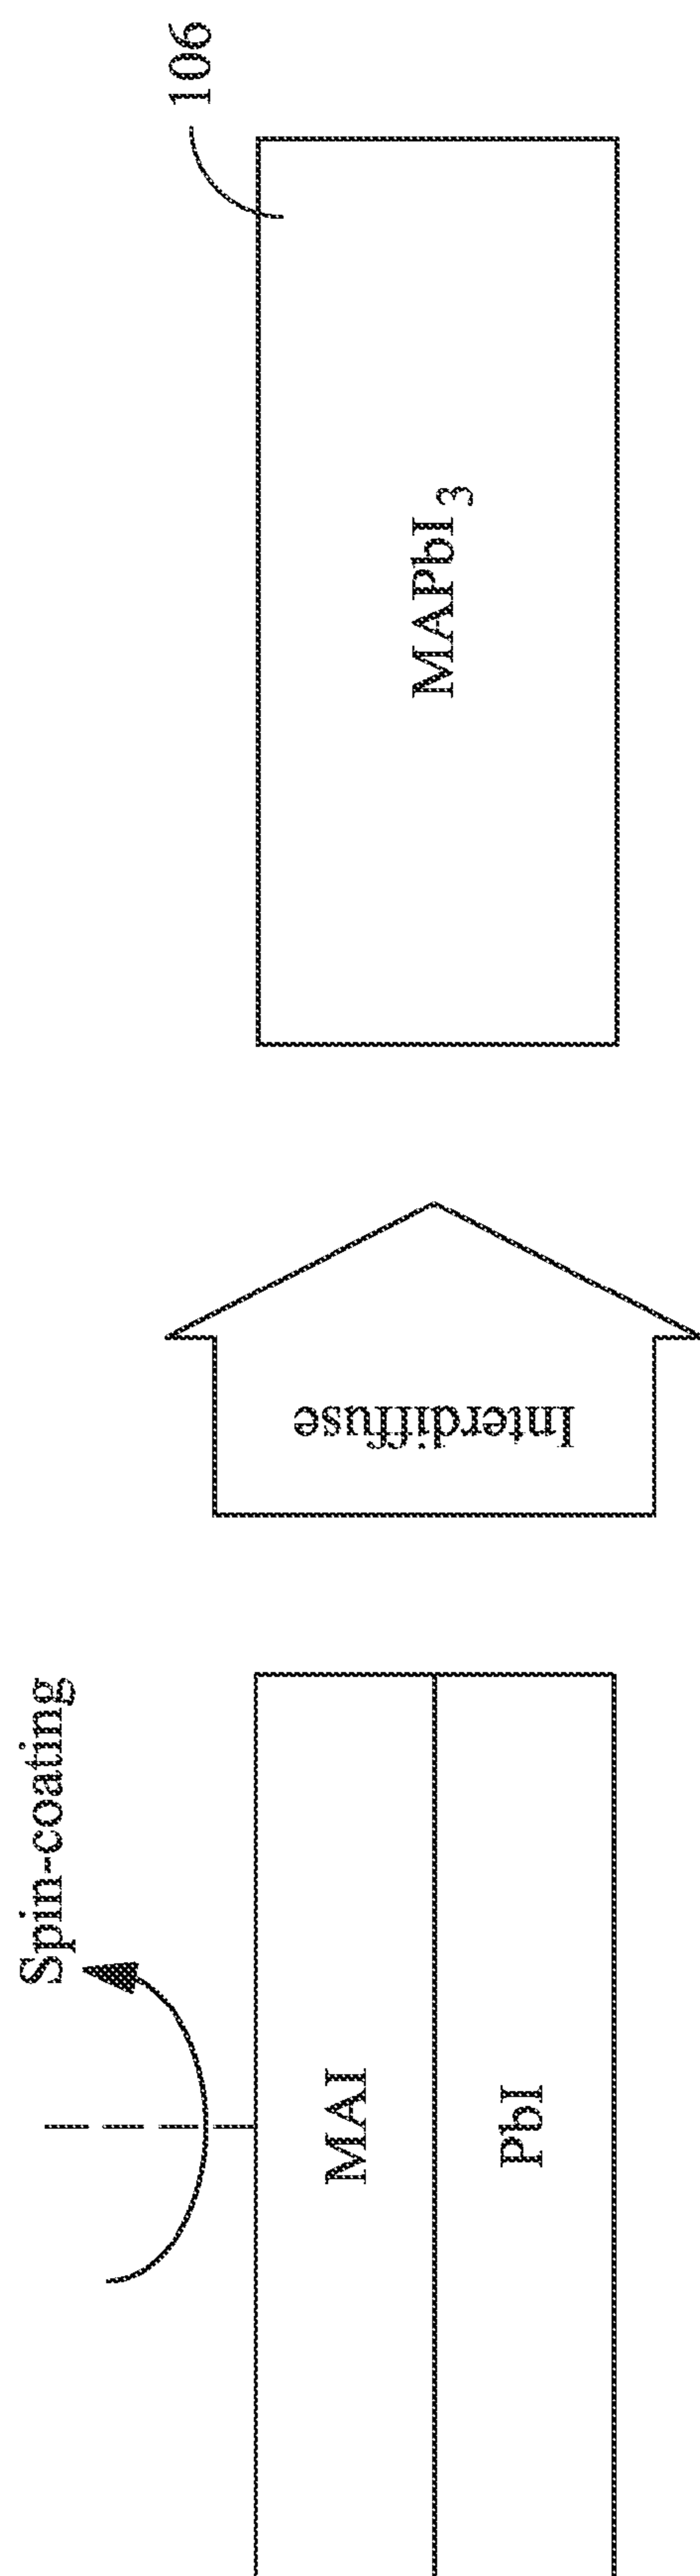 Spin-coating
MAI
PbI
Interdiffuse
MAPbI₃
106